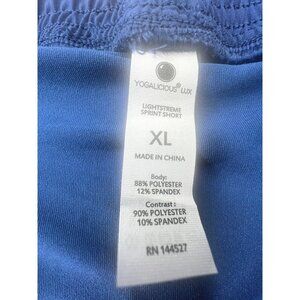 YOGALICIOUS® LUX
LIGHTSTREME
SPRINT SHORT
XL
MADE IN CHINA
Body:
88% POLYESTER
12% SPANDEX
Contrast :
90% POLYESTER
10% SPANDEX
RN 144527